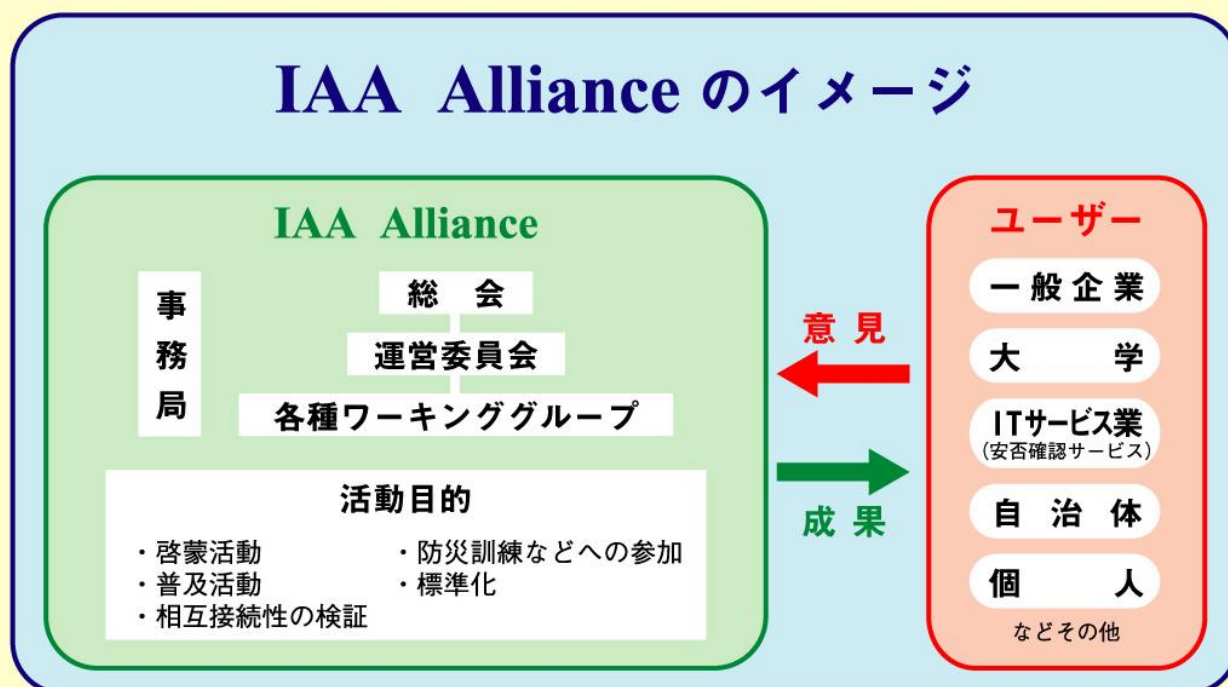 IAA Alliance のイメージ
IAA Alliance
事務局
総会
運営委員会
各種ワーキンググループ
活動目的
・啓蒙活動
・普及活動
・相互接続性の検証
・防災訓練などへの参加
・標準化
意見
成果
ユーザー
一般企業
大学
ITサービス業
(安否確認サービス)
自治体
個人
などその他